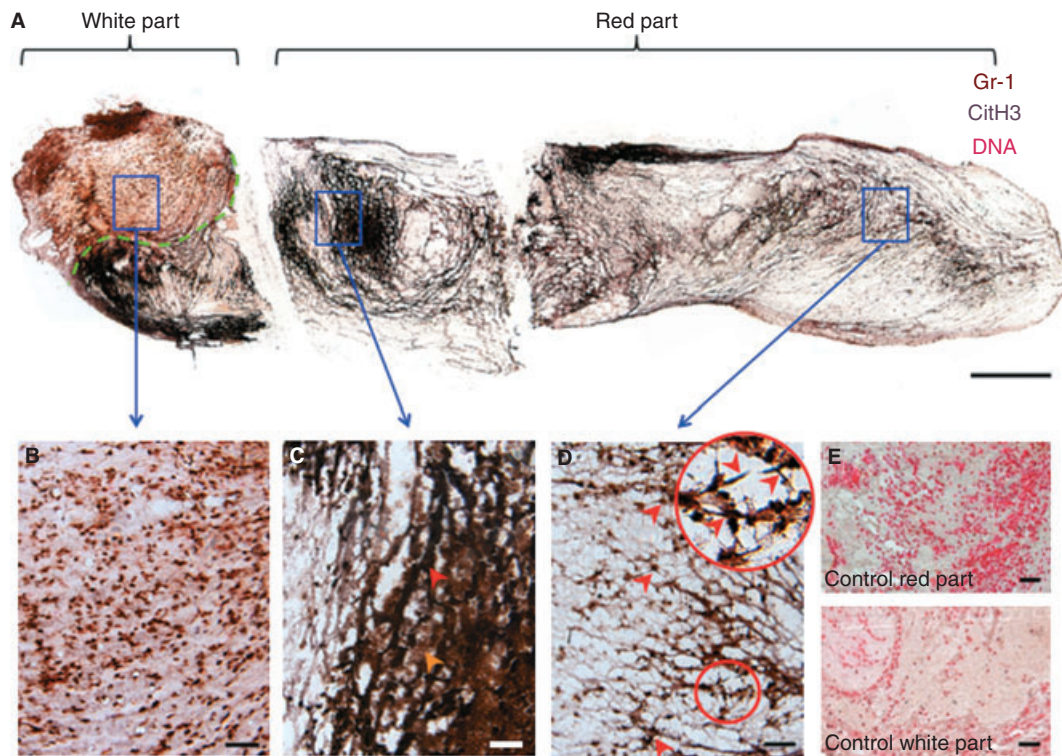 A
White part
Red part
Gr-1
CitH3
DNA
B
C
D
E
Control red part
Control white part